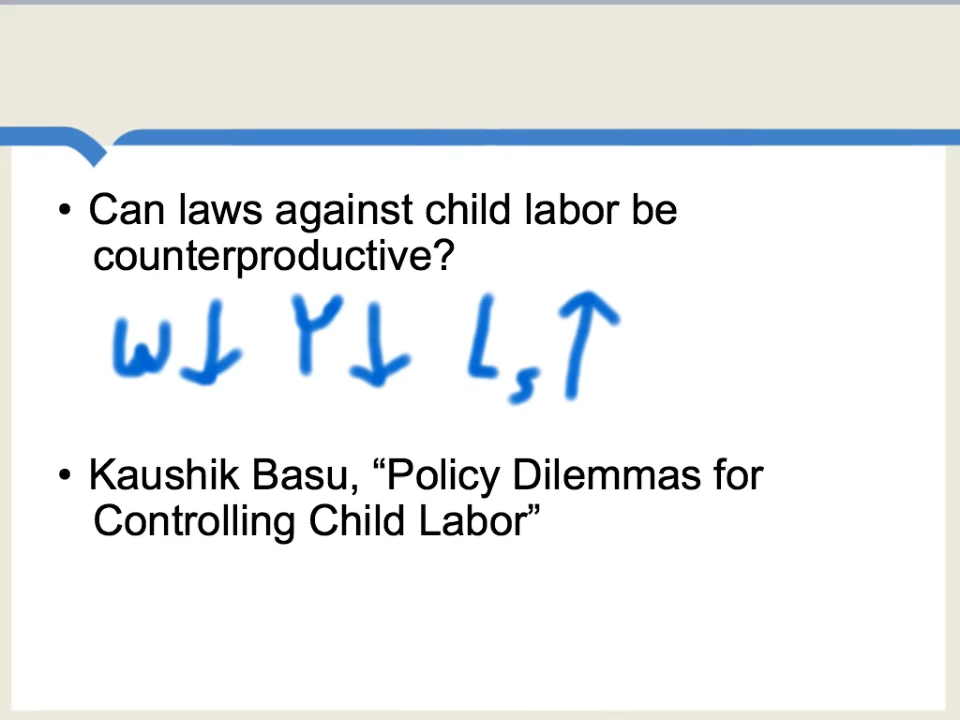 • Can laws against child labor be
counterproductive?
W↓ Y↓ Ls↑
• Kaushik Basu, “Policy Dilemmas for
Controlling Child Labor”